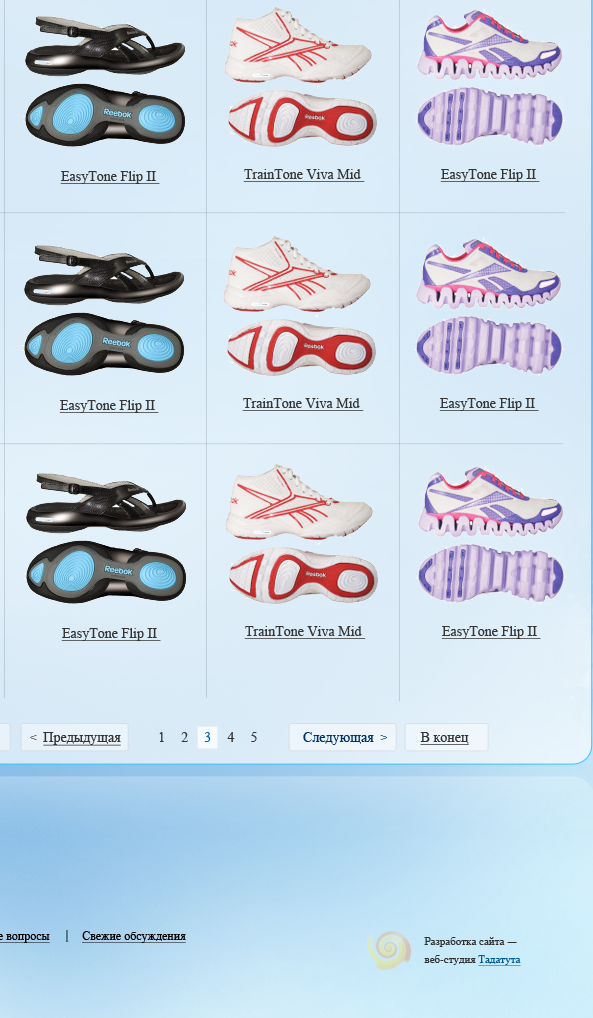 Reebok
Reebok
EasyTone Flip II
TrainTone Viva Mid
EasyTone Flip II
Reebok
Reebok
EasyTone Flip II
TrainTone Viva Mid
EasyTone Flip II
Reebok
Reebok
EasyTone Flip II
TrainTone Viva Mid
EasyTone Flip II
< Предыдущая 1 2 3 4 5 Следующая > В конец
е вопросы | Свежие обсуждения
Разработка сайта —
веб-студия Тадатута